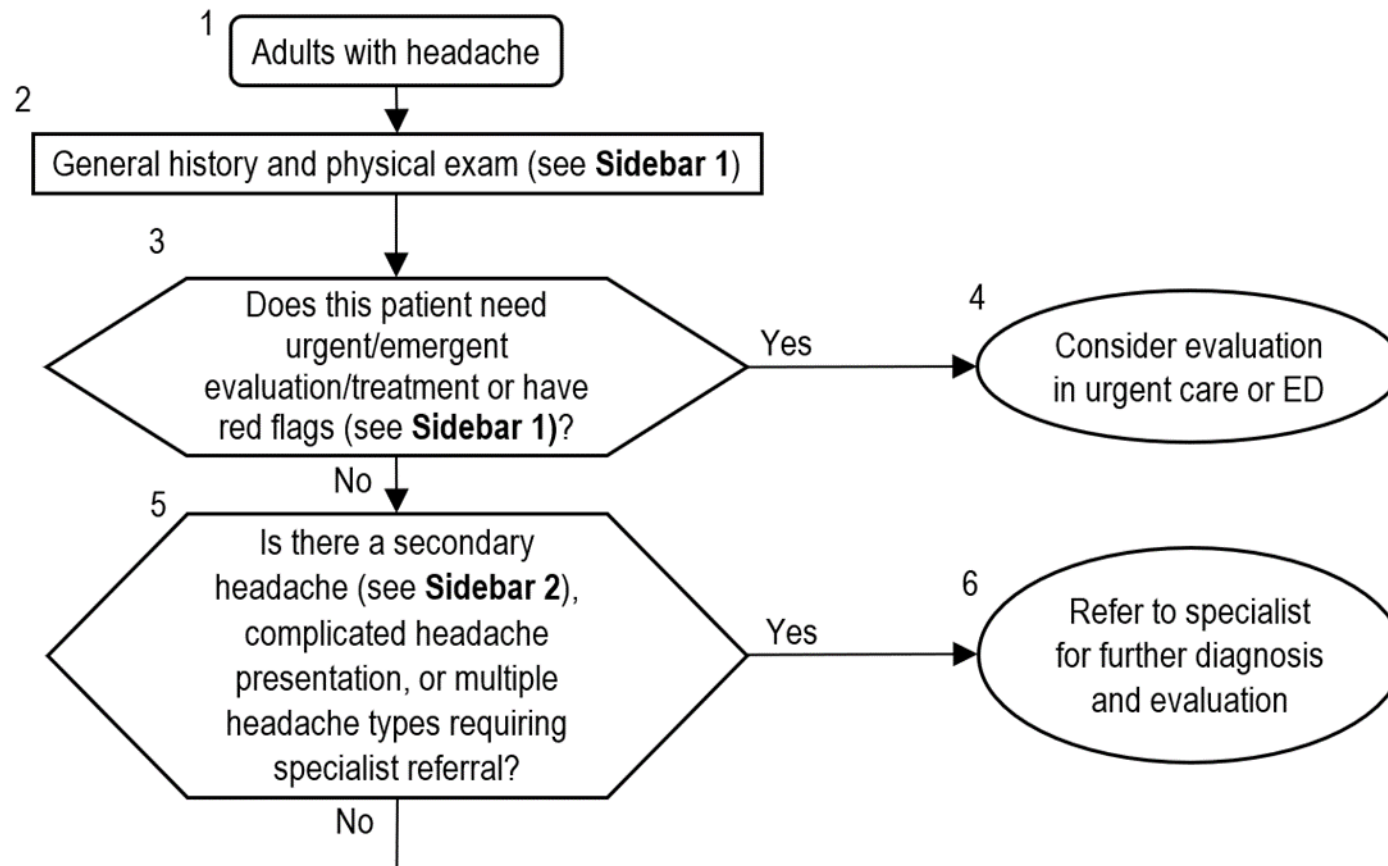 1
Adults with headache
2
General history and physical exam (see Sidebar 1)
3
Does this patient need
urgent/emergent
evaluation/treatment or have
red flags (see Sidebar 1)?
Yes
4
Consider evaluation
in urgent care or ED
No
5
Is there a secondary
headache (see Sidebar 2),
complicated headache
presentation, or multiple
headache types requiring
specialist referral?
Yes
6
Refer to specialist
for further diagnosis
and evaluation
No